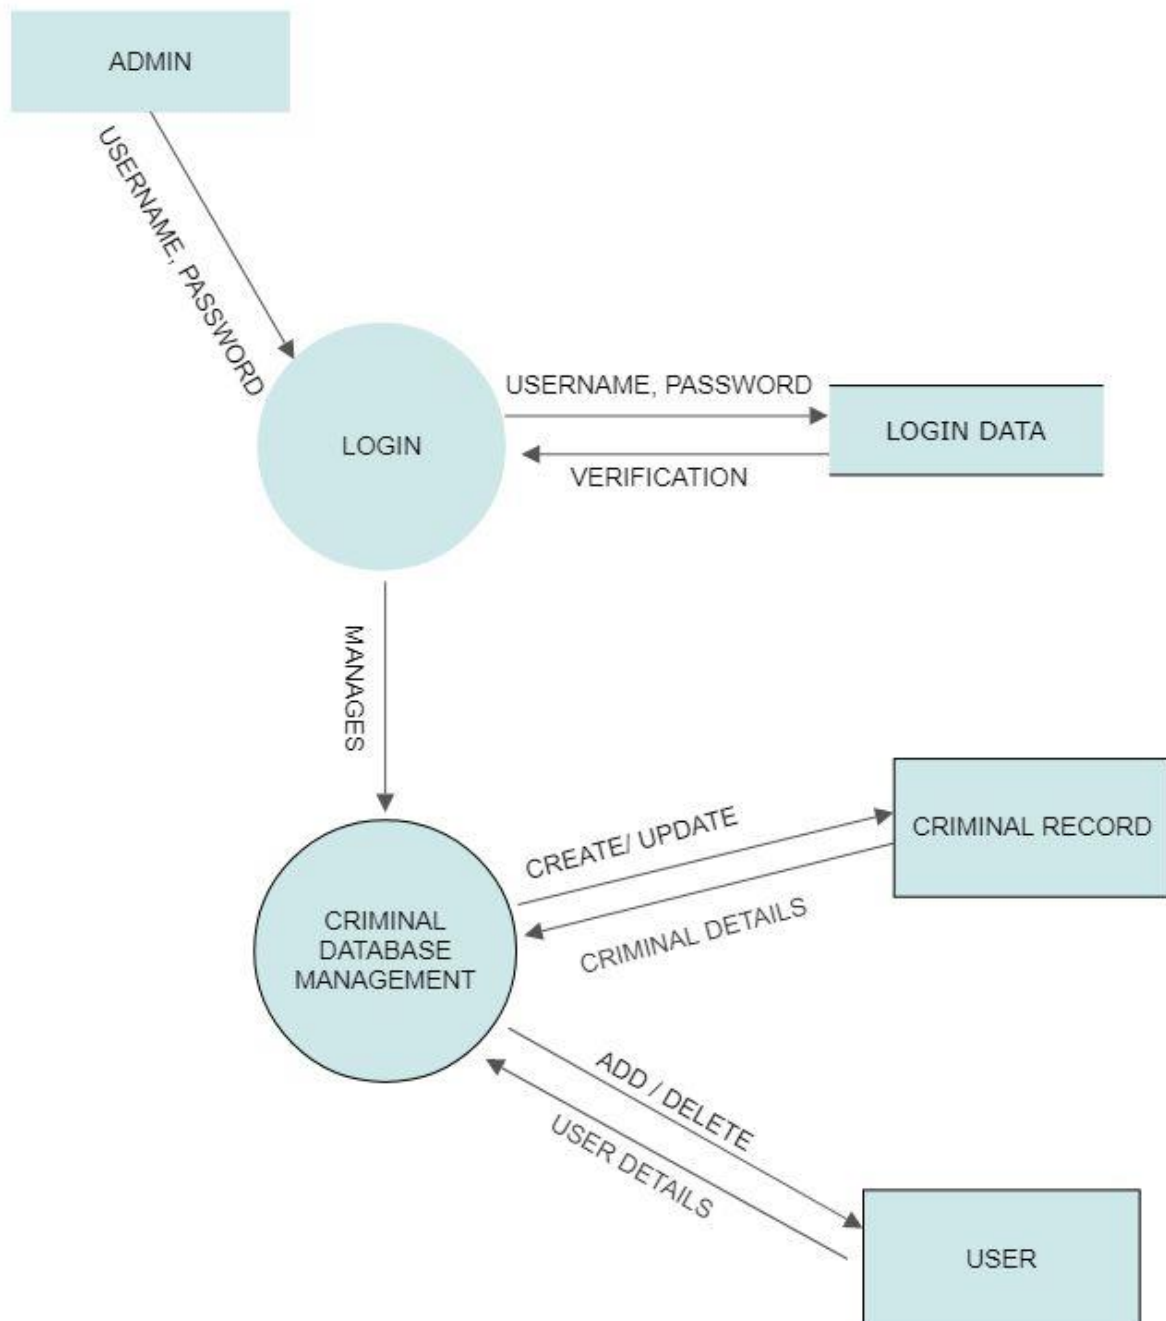 ADMIN
USERNAME, PASSWORD
LOGIN
USERNAME, PASSWORD
VERIFICATION
LOGIN DATA
MANAGES
CRIMINAL
DATABASE
MANAGEMENT
CREATE/ UPDATE
CRIMINAL DETAILS
CRIMINAL RECORD
ADD / DELETE
USER DETAILS
USER